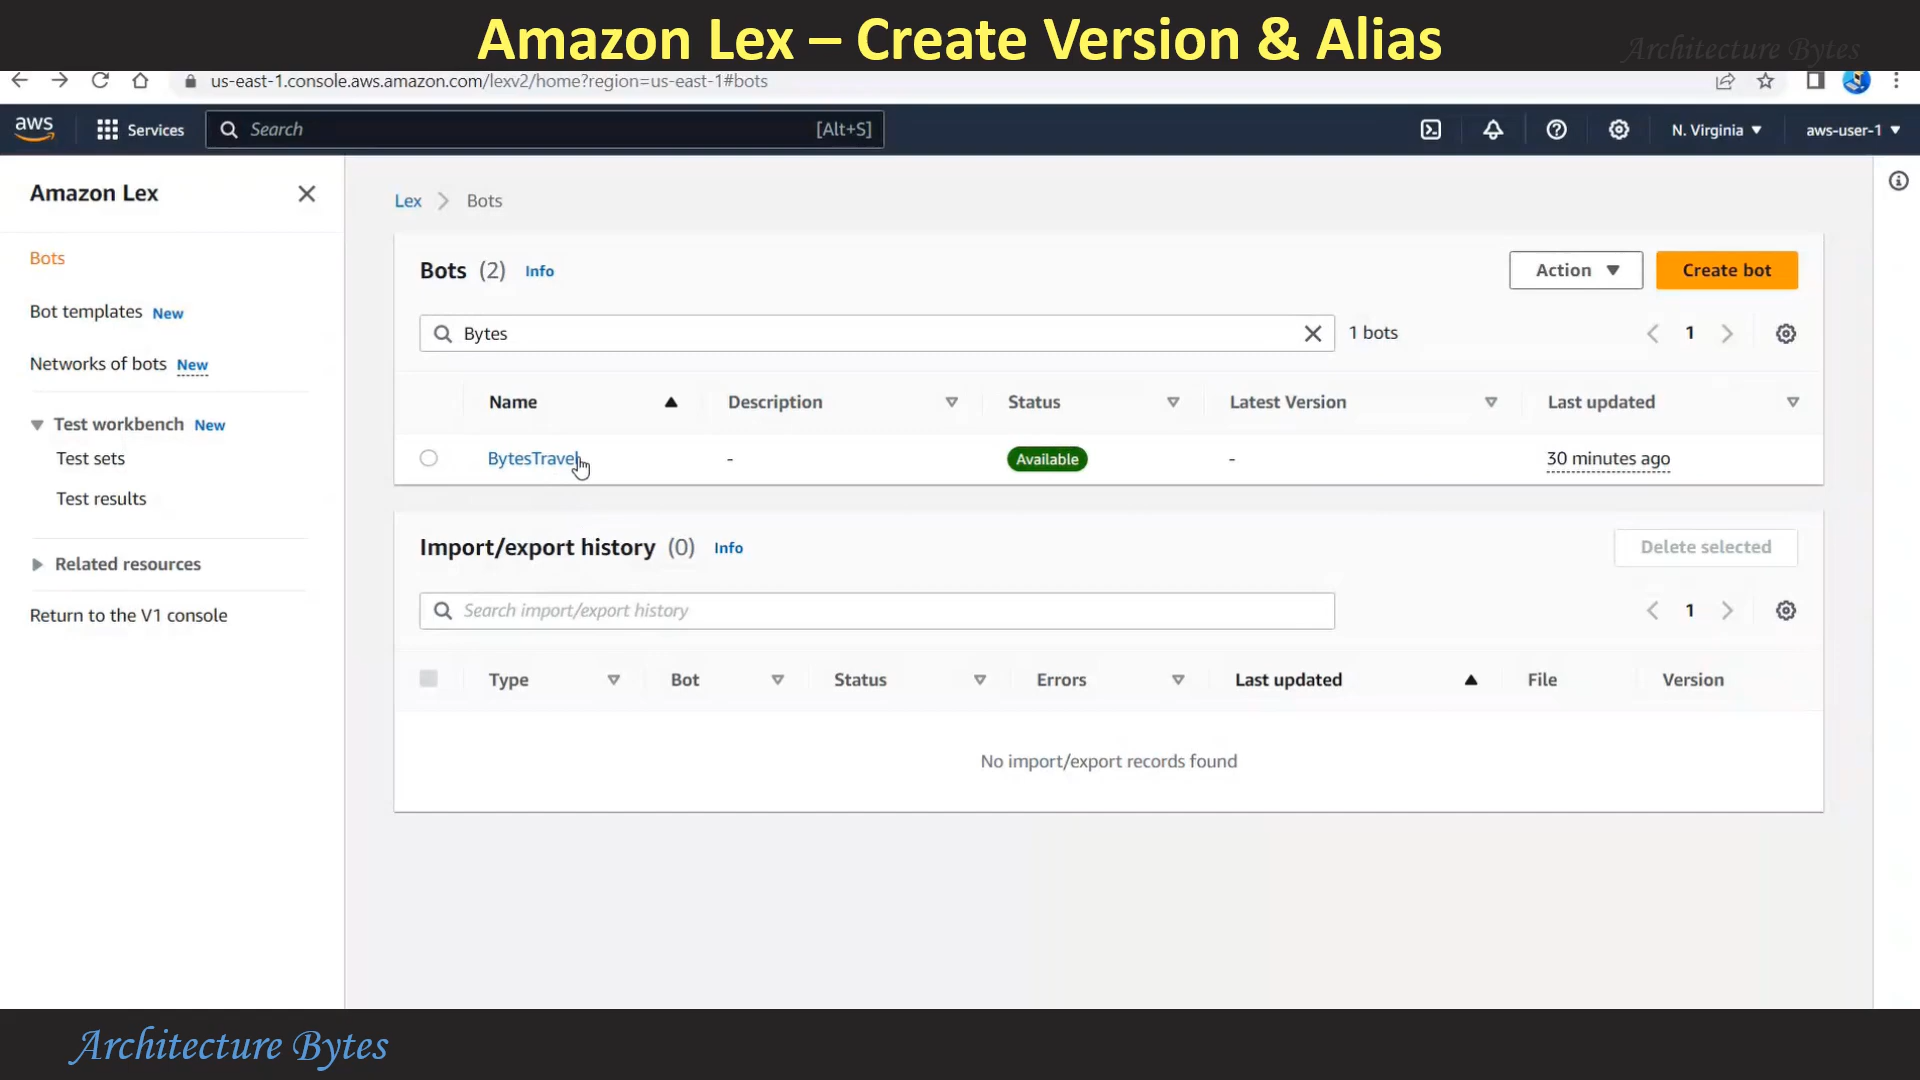 Amazon Lex – Create Version & Alias
Architecture Bytes
us-east-1.console.aws.amazon.com/lexv2/home?region=us-east-1#bots
aws
Services
Search
[Alt+S]
N. Virginia
aws-user-1
Amazon Lex
Bots
Bot templates New
Networks of bots New
Test workbench New
Test sets
Test results
Related resources
Return to the V1 console
Lex
Bots
Bots (2) Info
Action
Create bot
Bytes
1 bots
1
Name
Description
Status
Latest Version
Last updated
BytesTravel
-
Available
-
30 minutes ago
Import/export history (0) Info
Delete selected
Search import/export history
1
Type
Bot
Status
Errors
Last updated
File
Version
No import/export records found
Architecture Bytes